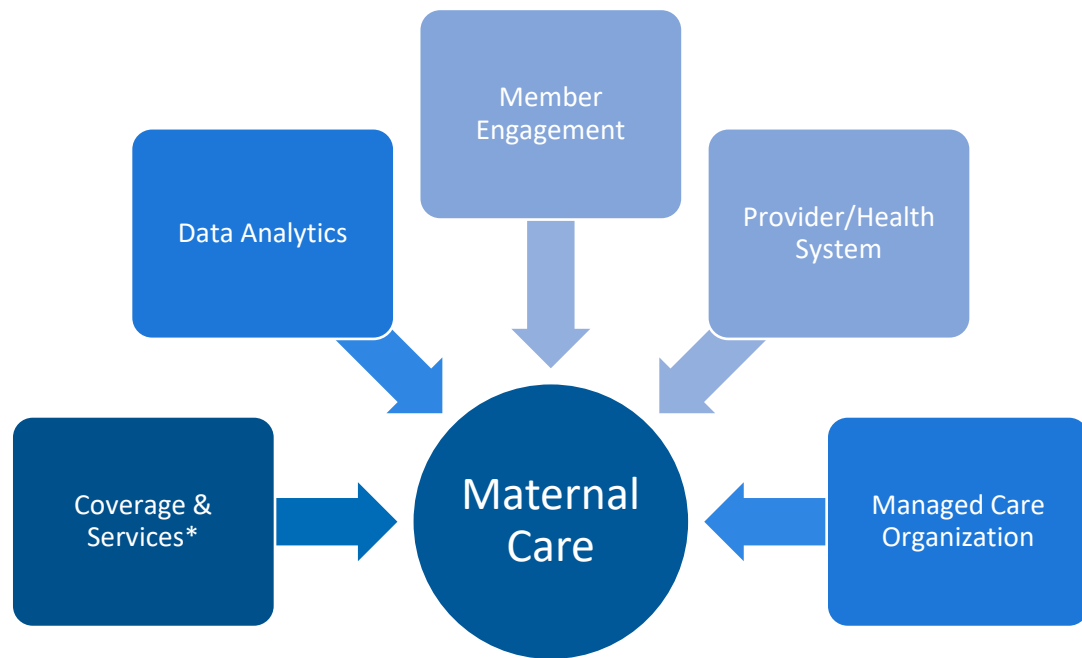 Member
Engagement
Data Analytics
Provider/Health
System
Coverage &
Services*
Maternal
Care
Managed Care
Organization